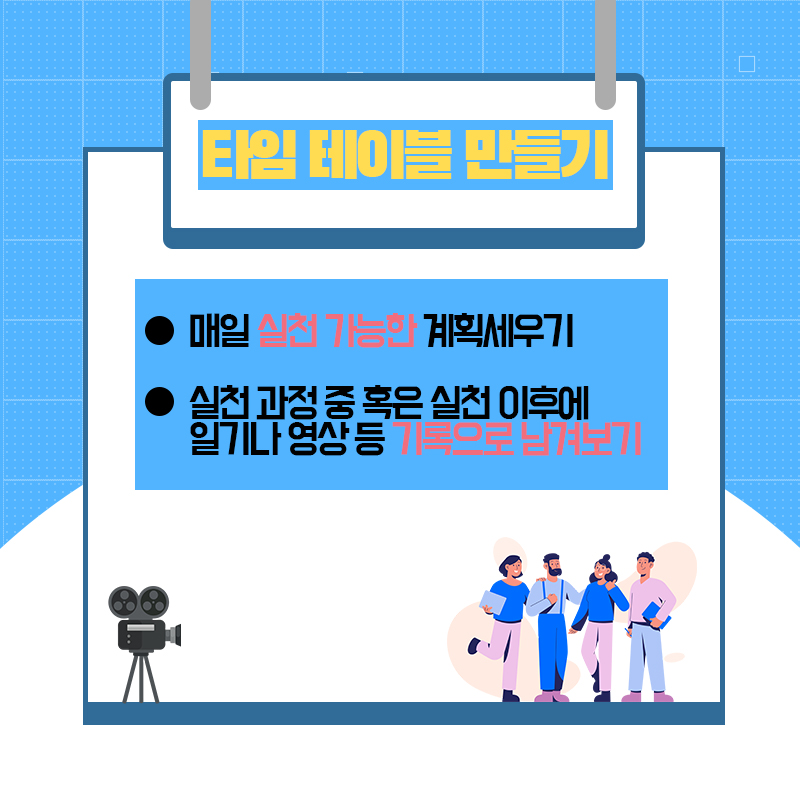 타임 테이블 만들기
● 매일 실천 가능한 계획세우기
● 실천 과정 중 혹은 실천 이후에
일기나 영상 등 기록으로 남겨보기